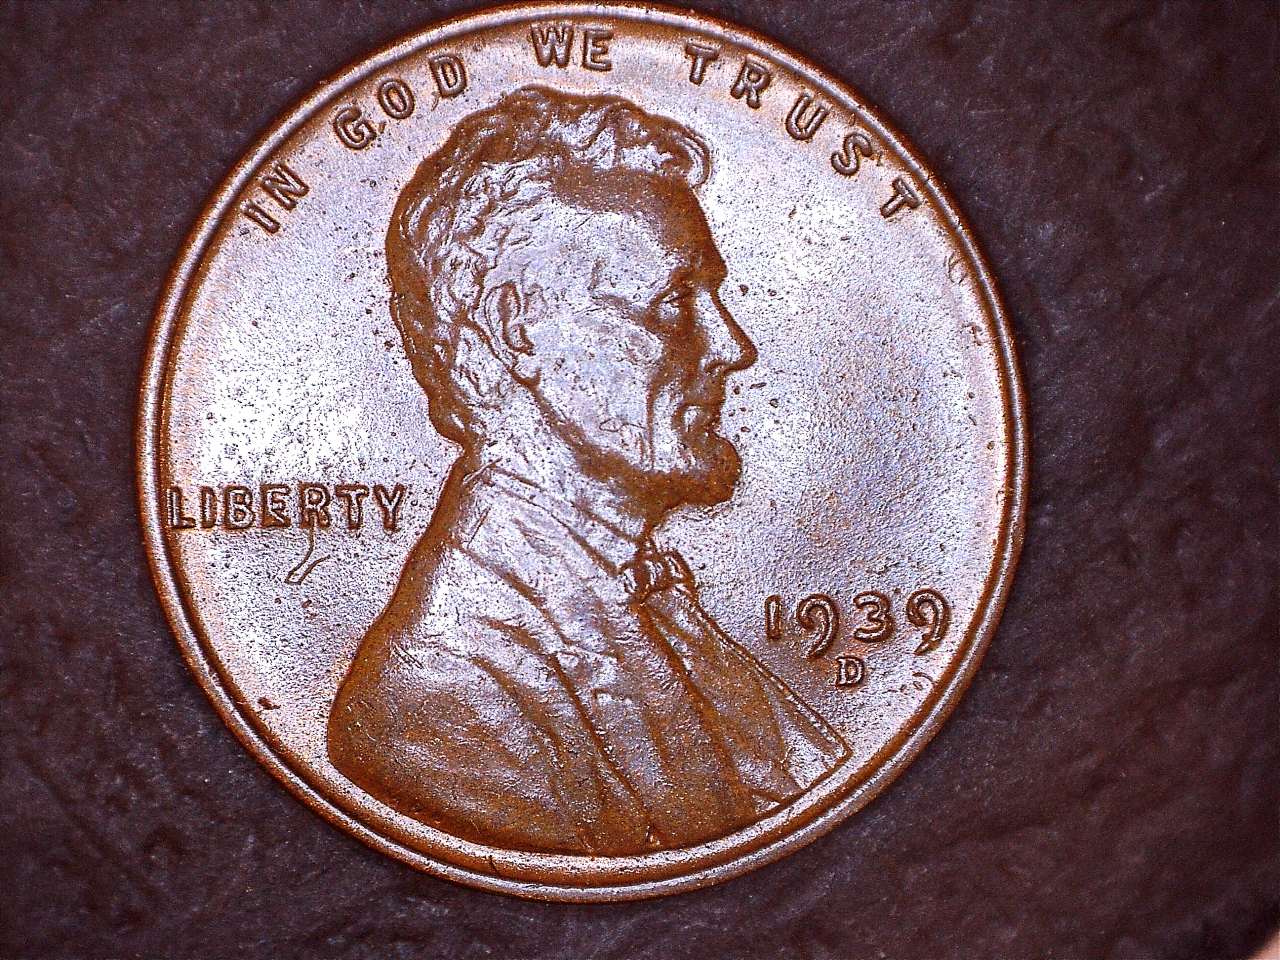 IN GOD WE TRUST
LIBERTY
1939
D